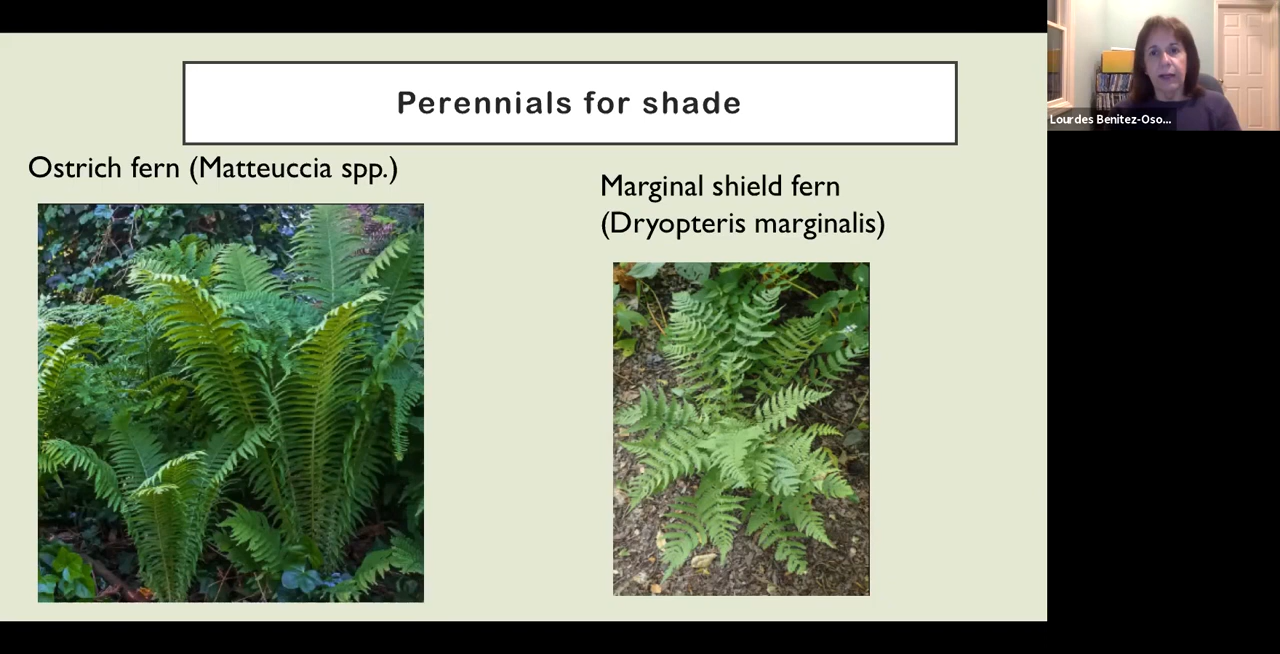 Perennials for shade
Ostrich fern (Matteuccia spp.)
Marginal shield fern
(Dryopteris marginalis)
Lourdes Benitez-Oso...